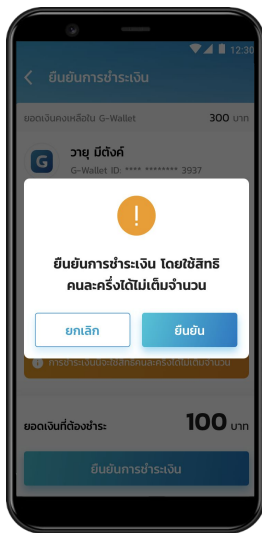 12:30
ยืนยันการชำระเงิน
ยอดเงินคงเหลือใน G-Wallet 300 บาท
G วายุ มีตังค์
G-Wallet ID: **** ******** 3937
!
ยืนยันการชำระเงิน โดยใช้สิทธิ
คนละครึ่งได้ไม่เต็มจำนวน
ยกเลิก ยืนยัน
การชำระเงินนี้จะใช้สิทธิคนละครึ่งได้ไม่เต็มจำนวน
ยอดเงินที่ต้องชำระ: 100 บาท
ยืนยันการชำระเงิน